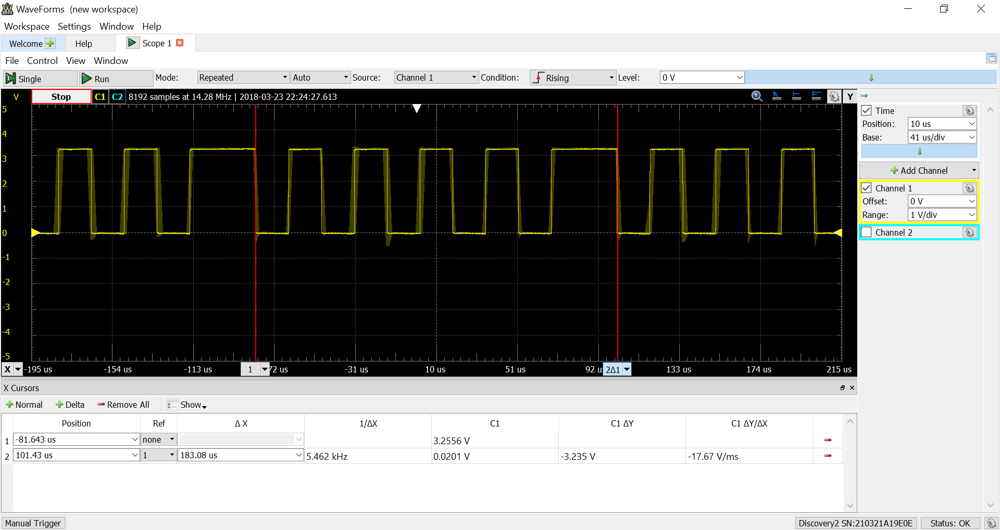 WaveForms (new workspace)
Workspace Settings Window Help
Welcome Help Scope 1
File Control View Window
Single Run Mode: Repeated Auto Source: Channel 1 Condition: Rising Level: 0 V
V Stop C1 C2 8192 samples at 14.28 MHz | 2018-03-23 22:24:27.613 Y
5
4
3
2
1
0
-1
-2
-3
-4
-5
X -195 us -154 us -113 us 1 72 us -31 us 10 us 51 us 92 u 2Δ1 133 us 174 us 215 us
Time
Position: 10 us
Base: 41 us/div
Add Channel
Channel 1
Offset: 0 V
Range: 1 V/div
Channel 2
X Cursors
Normal Delta Remove All Show
Position Ref Δ X 1/ΔX C1 C1 ΔY C1 ΔY/ΔX
1 -81.643 us none 3.2556 V
2 101.43 us 1 183.08 us 5.462 kHz 0.0201 V -3.235 V -17.67 V/ms
Manual Trigger Discovery2 SN:210321A19E0E Status: OK